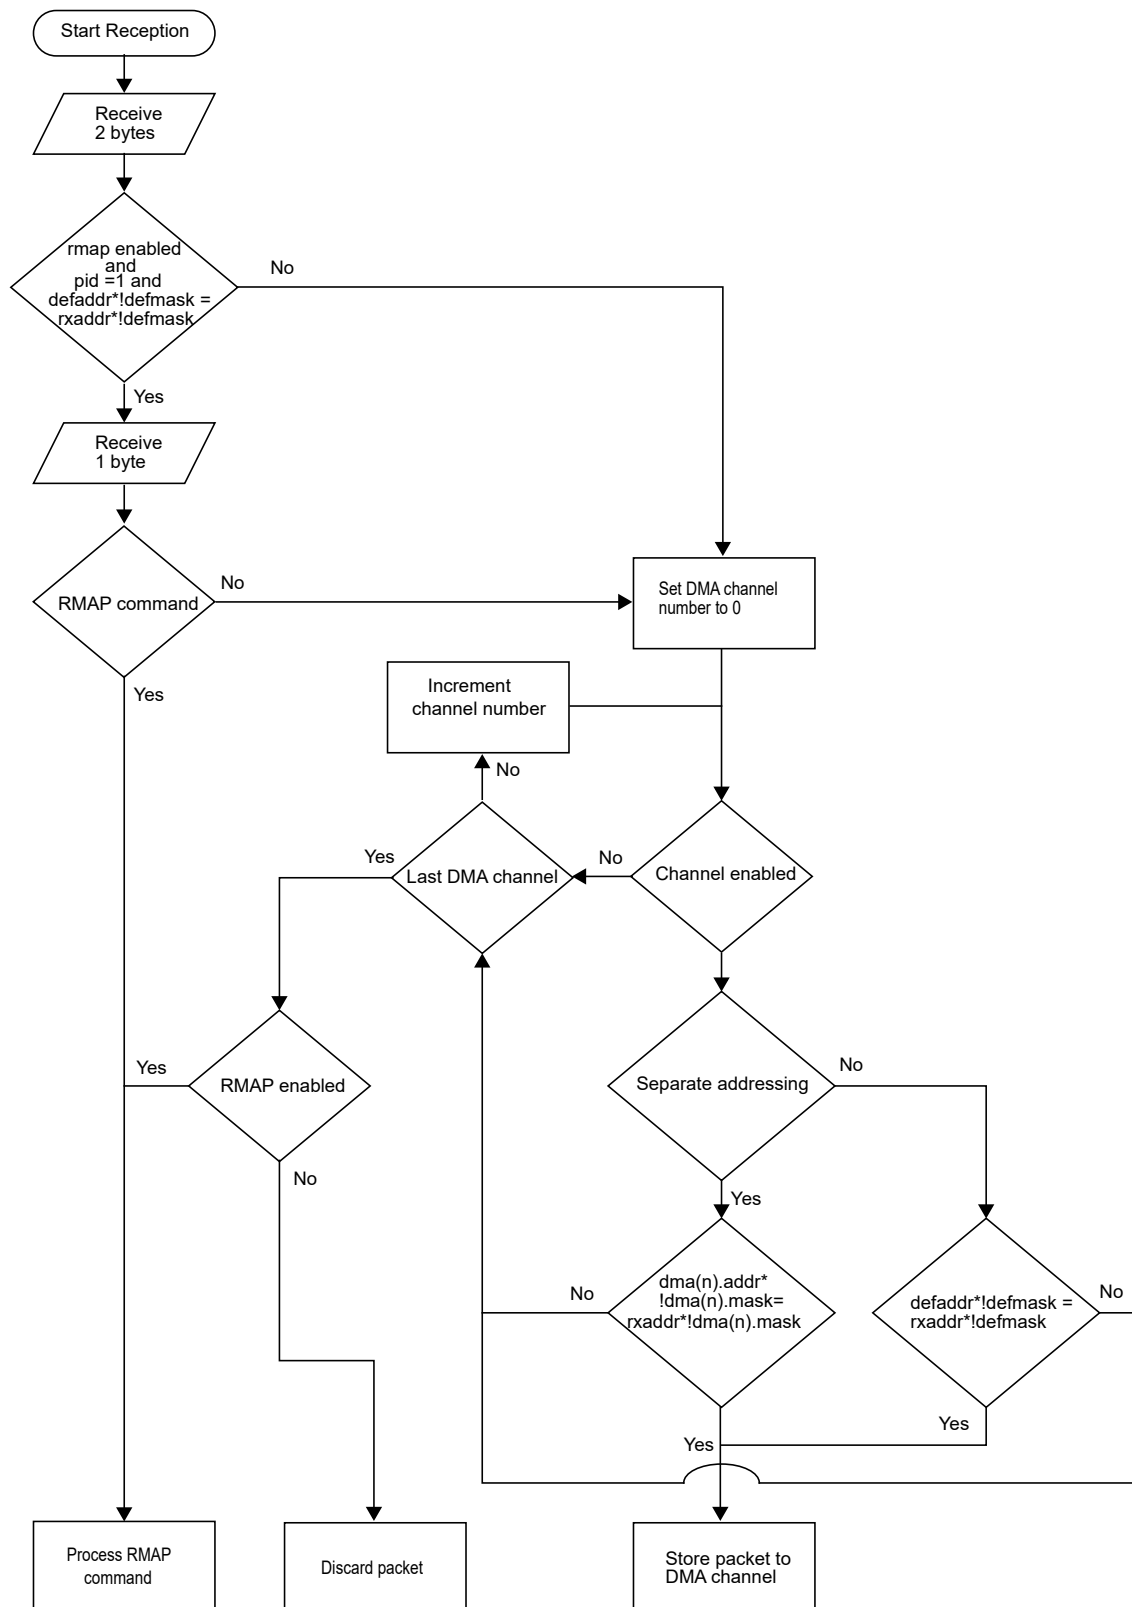 Start Reception
Receive
2 bytes
rmap enabled
and
pid =1 and
defaddr*!defmask =
rxaddr*!defmask
No
Yes
Receive
1 byte
RMAP command
No
Yes
Set DMA channel
number to 0
Increment
channel number
No
Last DMA channel
Yes
No
Channel enabled
RMAP enabled
Yes
No
Separate addressing
No
Yes
dma(n).addr*
!dma(n).mask=
rxaddr*!dma(n).mask
No
Yes
defaddr*!defmask =
rxaddr*!defmask
No
Yes
Process RMAP
command
Discard packet
Store packet to
DMA channel